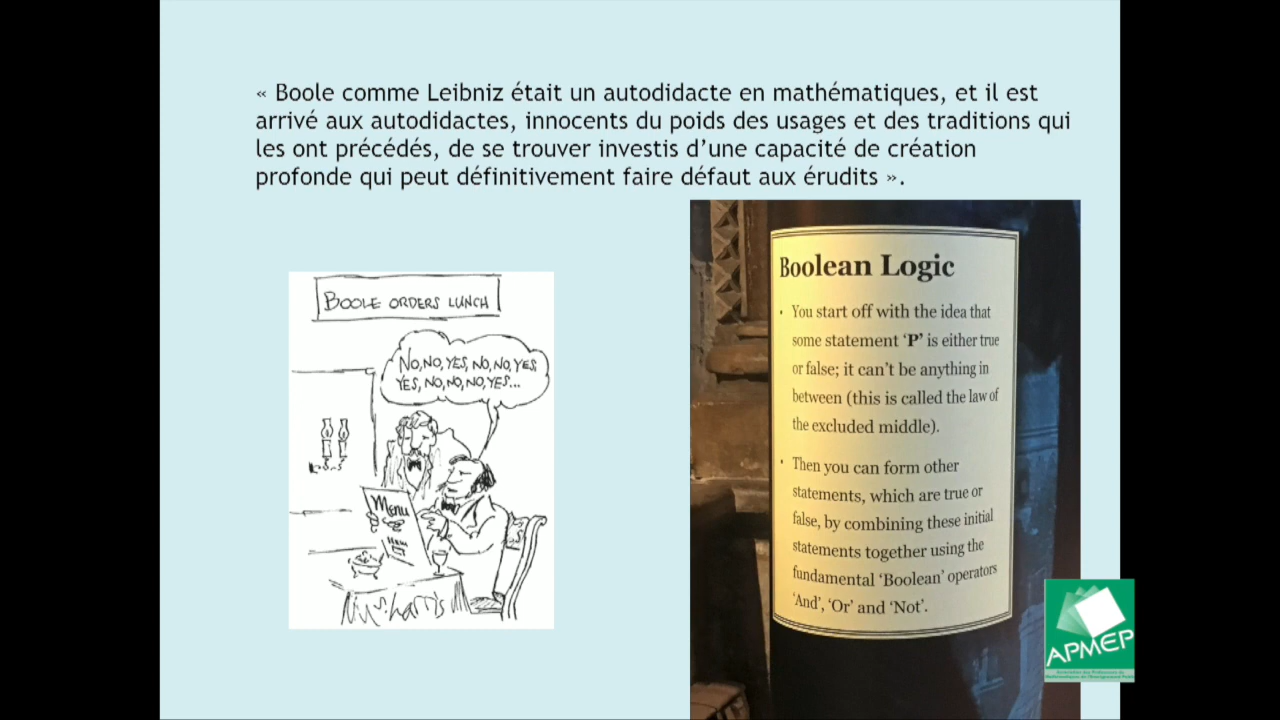 « Boole comme Leibniz était un autodidacte en mathématiques, et il est
arrivé aux autodidactes, innocents du poids des usages et des traditions qui
les ont précédés, de se trouver investis d’une capacité de création
profonde qui peut définitivement faire défaut aux érudits ».
BOOLE ORDERS LUNCH
NO, NO, YES, NO, NO, YES,
YES, NO, NO, NO, YES...
Menu
S. Harris
Boolean Logic
• You start off with the idea that
some statement ‘P’ is either true
or false; it can’t be anything in
between (this is called the law of
the excluded middle).
• Then you can form other
statements, which are true or
false, by combining these initial
statements together using the
fundamental ‘Boolean’ operators
‘And’, ‘Or’ and ‘Not’.
APMEP